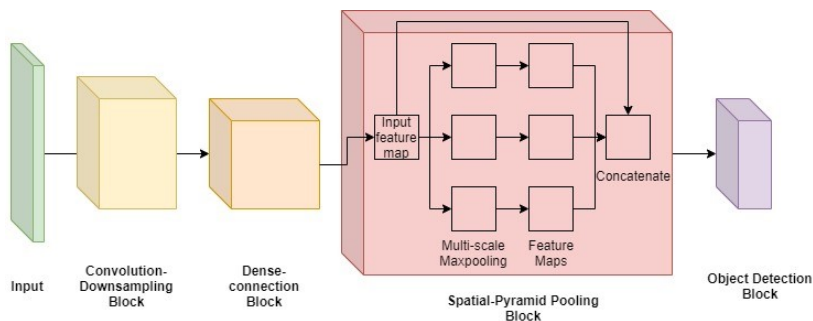 Input
feature
map
Concatenate
Multi-scale
Maxpooling
Feature
Maps
Input
Convolution-
Downsampling
Block
Dense-
connection Block
Spatial-Pyramid Pooling
Block
Object Detection
Block